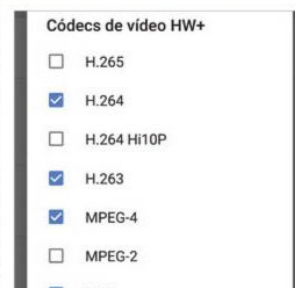 Códecs de vídeo HW+
H.265
H.264
H.264 Hi10P
H.263
MPEG-4
MPEG-2